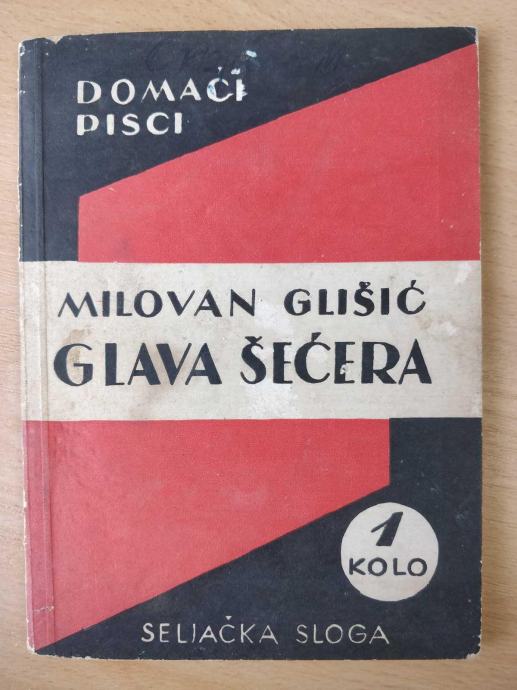 DOMAĆI
PISCI
MILOVAN GLIŠIĆ
GLAVA ŠEĆERA
1
KOLO
SELJAČKA SLOGA